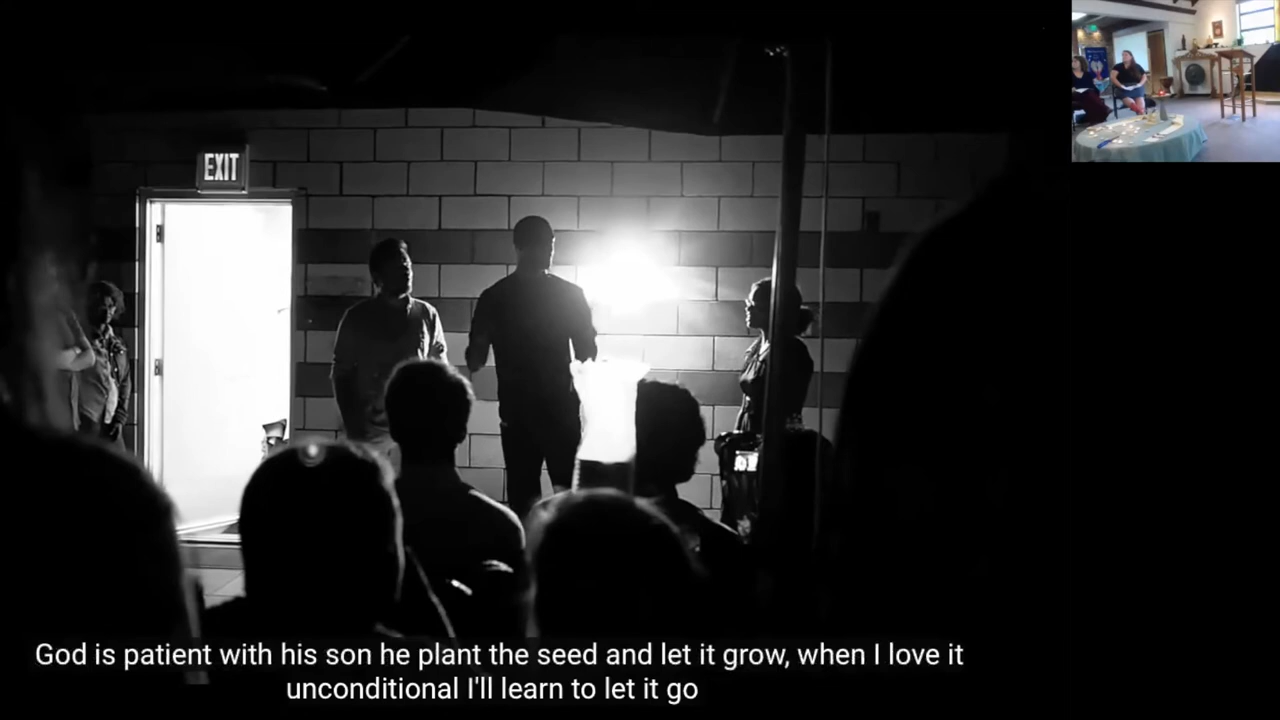 EXIT
God is patient with his son he plant the seed and let it grow, when I love it
unconditional I'll learn to let it go